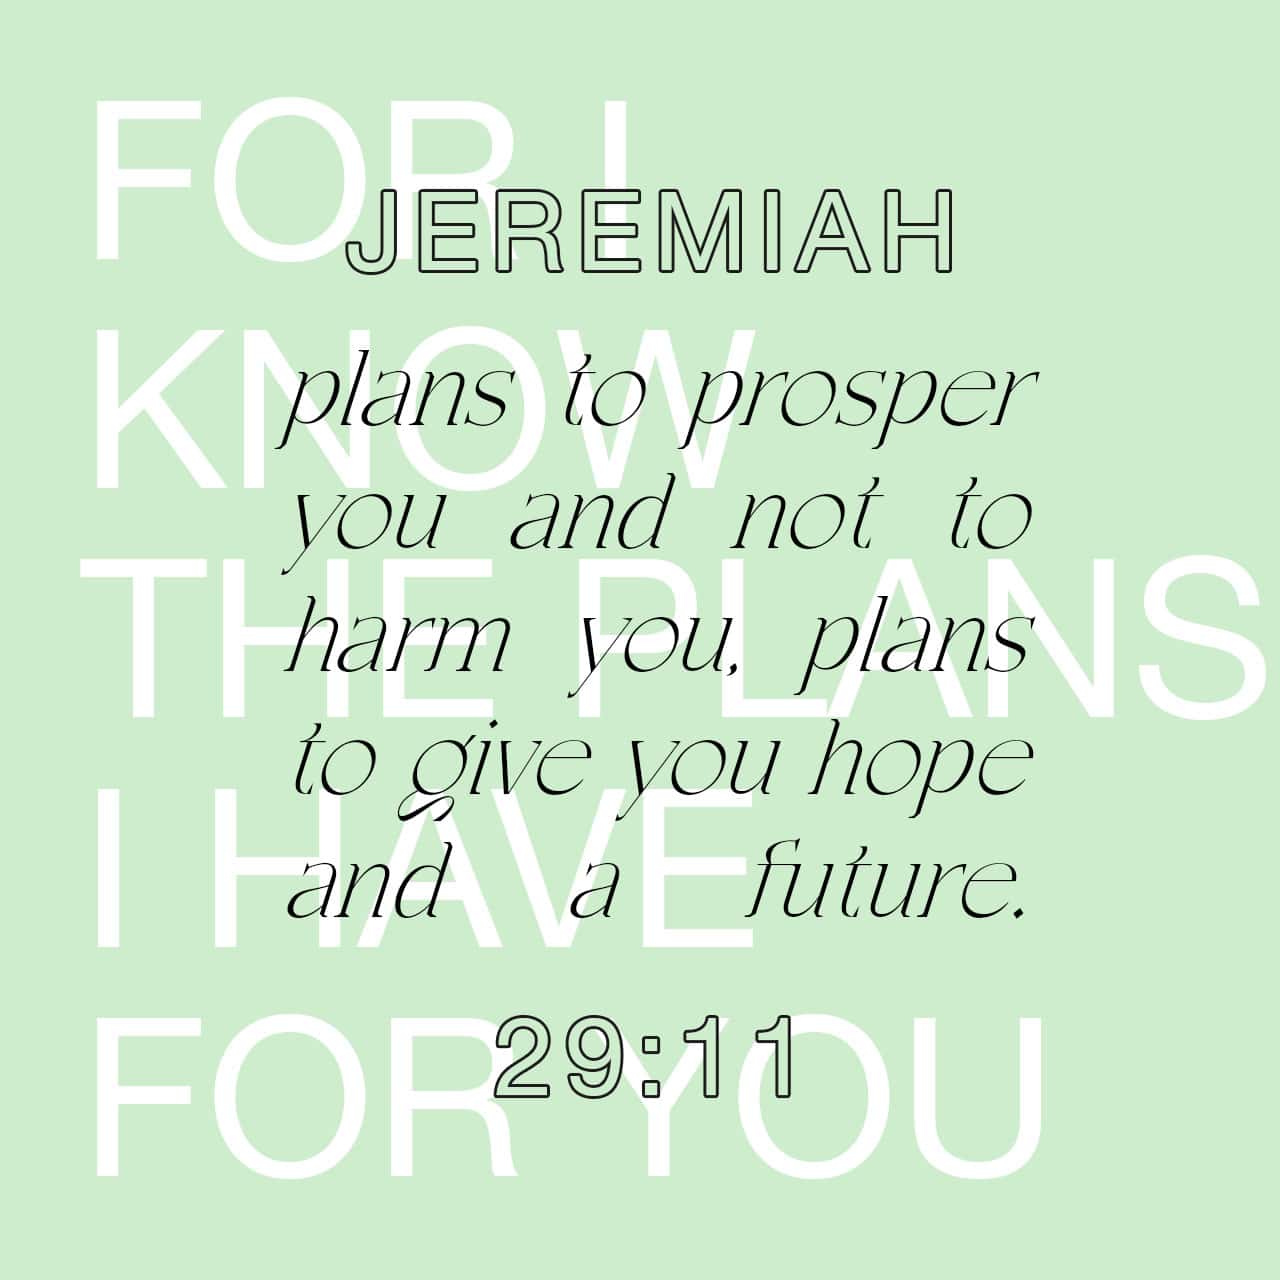 FOR I
KNOW
THE PLANS
I HAVE
FOR YOU
JEREMIAH
plans to prosper
you and not to
harm you, plans
to give you hope
and a future.
29:11